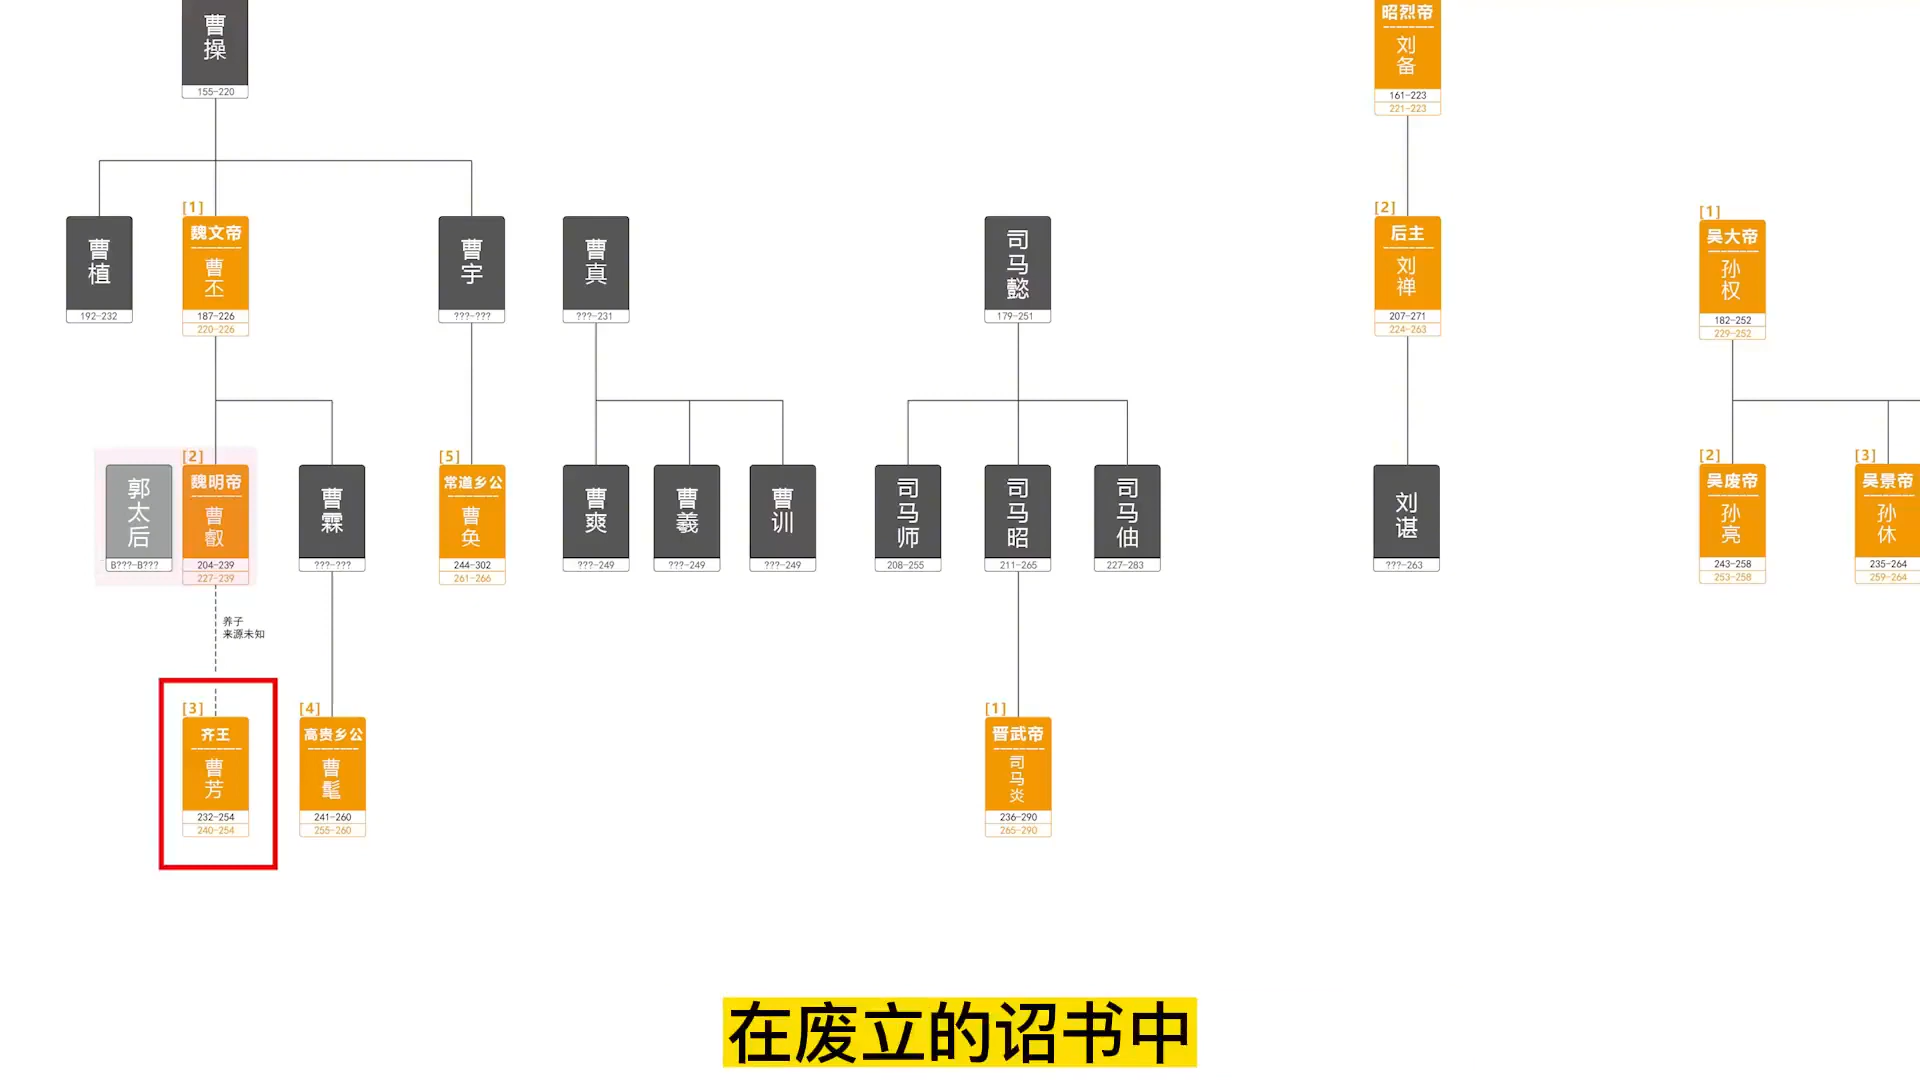 曹操
155-220
昭烈帝
刘备
161-223
221-223
曹植
192-232
[1]
魏文帝
曹丕
187-226
220-226
曹宇
???-???
曹真
???-231
司马懿
179-251
[2]
后主
刘禅
207-271
224-263
[1]
吴大帝
孙权
182-252
229-252
郭太后
B???-B???
[2]
魏明帝
曹叡
204-239
227-239
曹霖
???-???
[5]
常道乡公
曹奂
244-302
261-266
曹爽
???-249
曹羲
???-249
曹训
???-249
司马师
208-255
司马昭
211-265
司马伷
227-283
刘谌
???-263
[2]
吴废帝
孙亮
243-258
253-258
[3]
吴景帝
孙休
235-264
259-264
养子
来源未知
[3]
齐王
曹芳
232-254
240-254
[4]
高贵乡公
曹髦
241-260
255-260
[1]
晋武帝
司马炎
236-290
265-290
在废立的诏书中